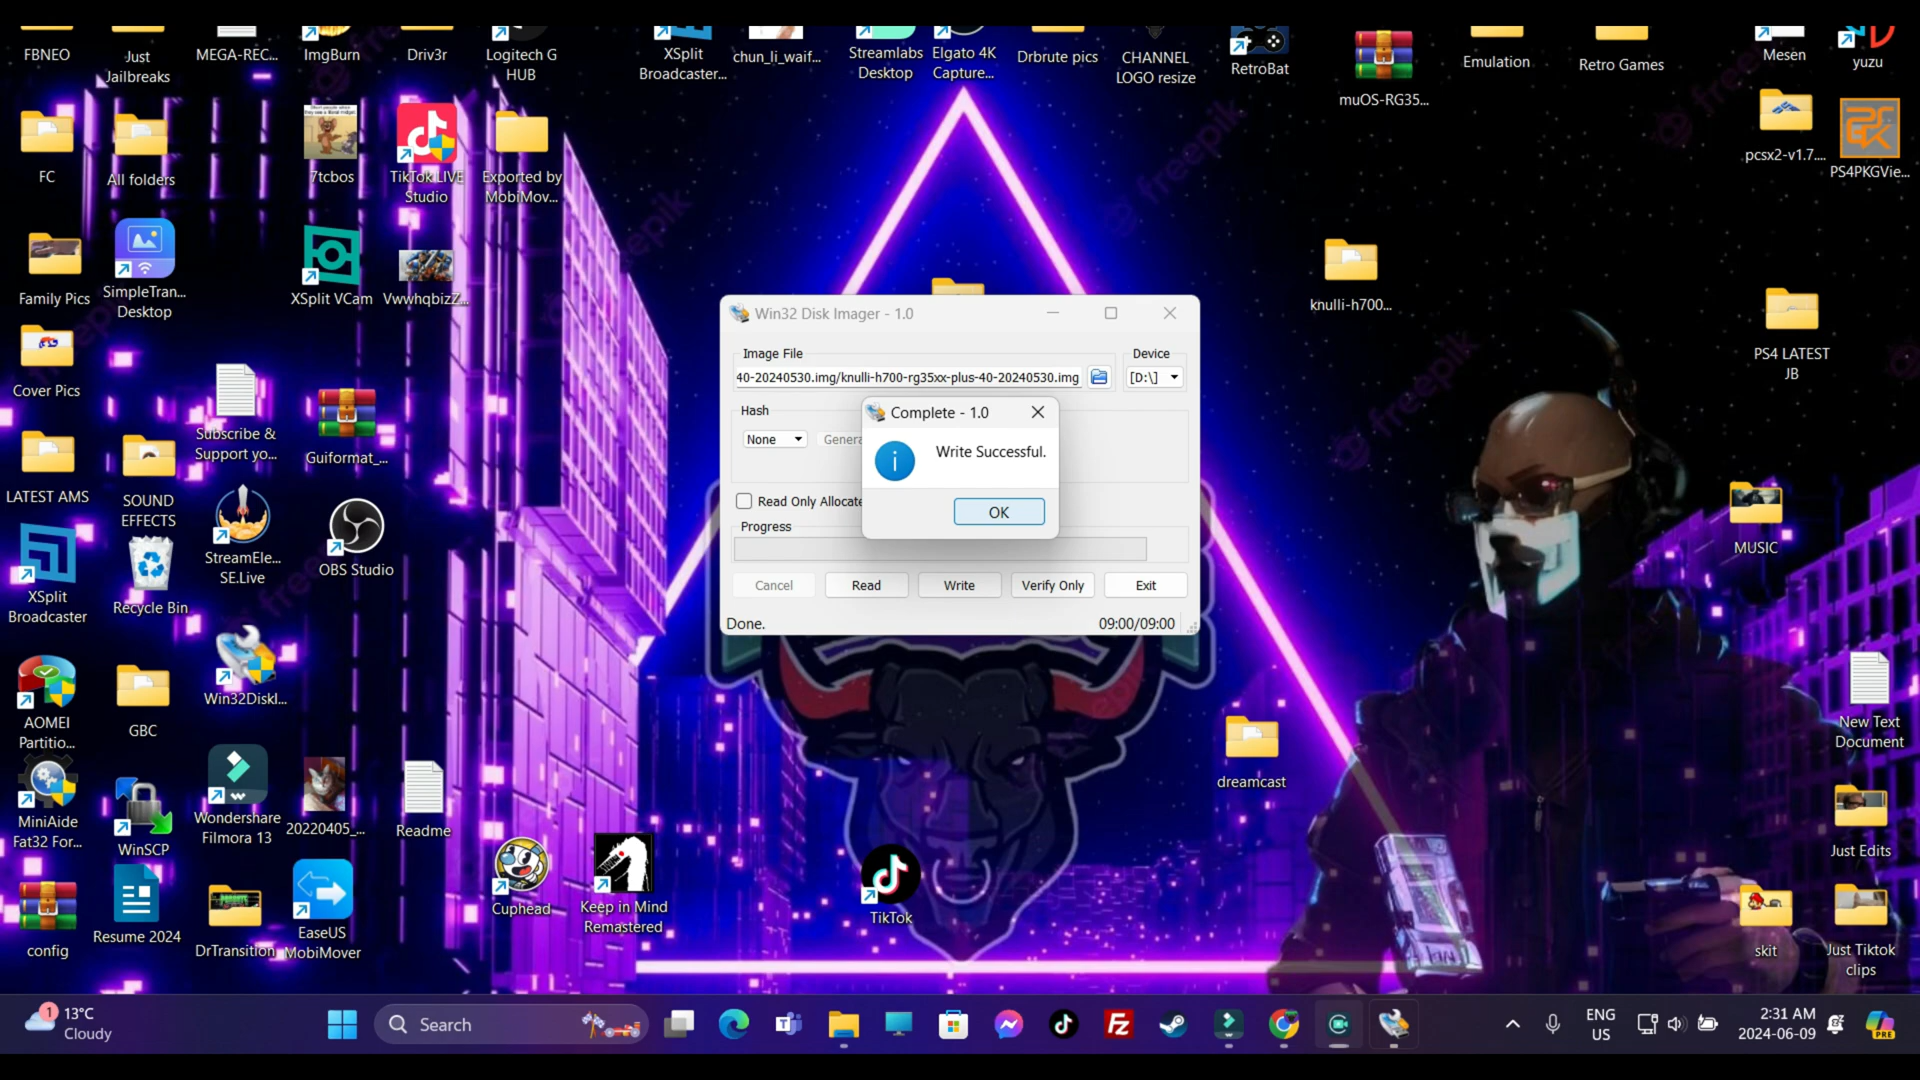 FBNEO
Just
Jailbreaks
MEGA-REC...
ImgBurn
Driv3r
Logitech G
HUB
XSplit
Broadcaster...
chun_li_waif...
Streamlabs
Desktop
Elgato 4K
Capture...
Drbrute pics
CHANNEL
LOGO resize
RetroBat
muOS-RG35...
Emulation
Retro Games
Mesen
yuzu
FC
All folders
7tcbos
TikTok LIVE
Studio
Exported by
MobiMov...
pcsx2-v1.7....
PS4PKGVie...
Family Pics
SimpleTran...
Desktop
XSplit VCam
VwwhqbizZ...
knulli-h700...
PS4 LATEST
JB
Cover Pics
Subscribe &
Support yo...
Guiformat_...
LATEST AMS
SOUND
EFFECTS
StreamEle...
SE.Live
OBS Studio
MUSIC
XSplit
Broadcaster
Recycle Bin
Win32DiskI...
AOMEI
Partitio...
GBC
New Text
Document
dreamcast
MiniAide
Fat32 For...
WinSCP
Wondershare
Filmora 13
20220405_...
Readme
Just Edits
config
Resume 2024
DrTransition
EaseUS
MobiMover
Cuphead
Keep in Mind
Remastered
TikTok
skit
Just Tiktok
clips
Win32 Disk Imager - 1.0
Image File
Device
40-20240530.img/knulli-h700-rg35xx-plus-40-20240530.img
[D:\]
Hash
None
Genera
Complete - 1.0
Write Successful.
OK
Read Only Allocate
Progress
Cancel
Read
Write
Verify Only
Exit
Done.
09:00/09:00
freepik
freepik
freepik
1
13°C
Cloudy
Search
ENG
US
2:31 AM
2024-06-09
PRE